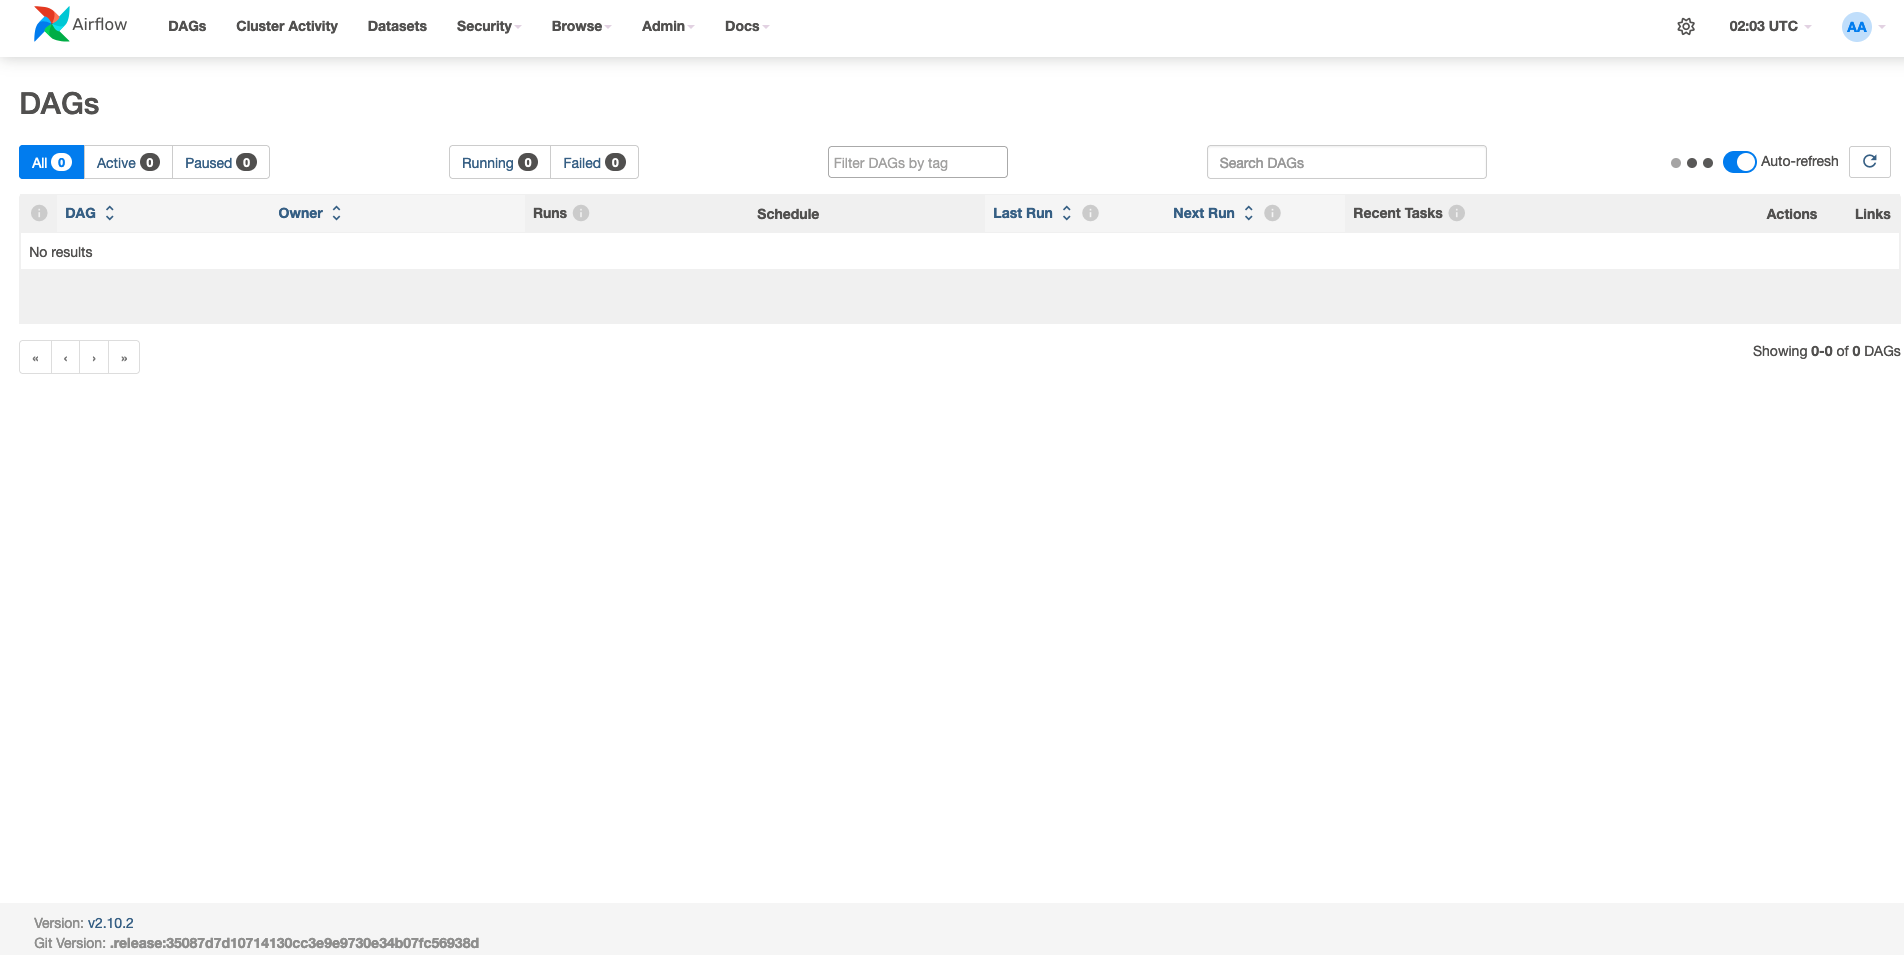 Airflow DAGs Cluster Activity Datasets Security Browse Admin Docs 02:03 UTC AA
DAGs
All 0 Active 0 Paused 0 Running 0 Failed 0 Filter DAGs by tag Search DAGs Auto-refresh
DAG Owner Runs Schedule Last Run Next Run Recent Tasks Actions Links
No results
« ‹ › » Showing 0-0 of 0 DAGs
Version: v2.10.2
Git Version: .release:35087d7d10714130cc3e9e9730e34b07fc56938d